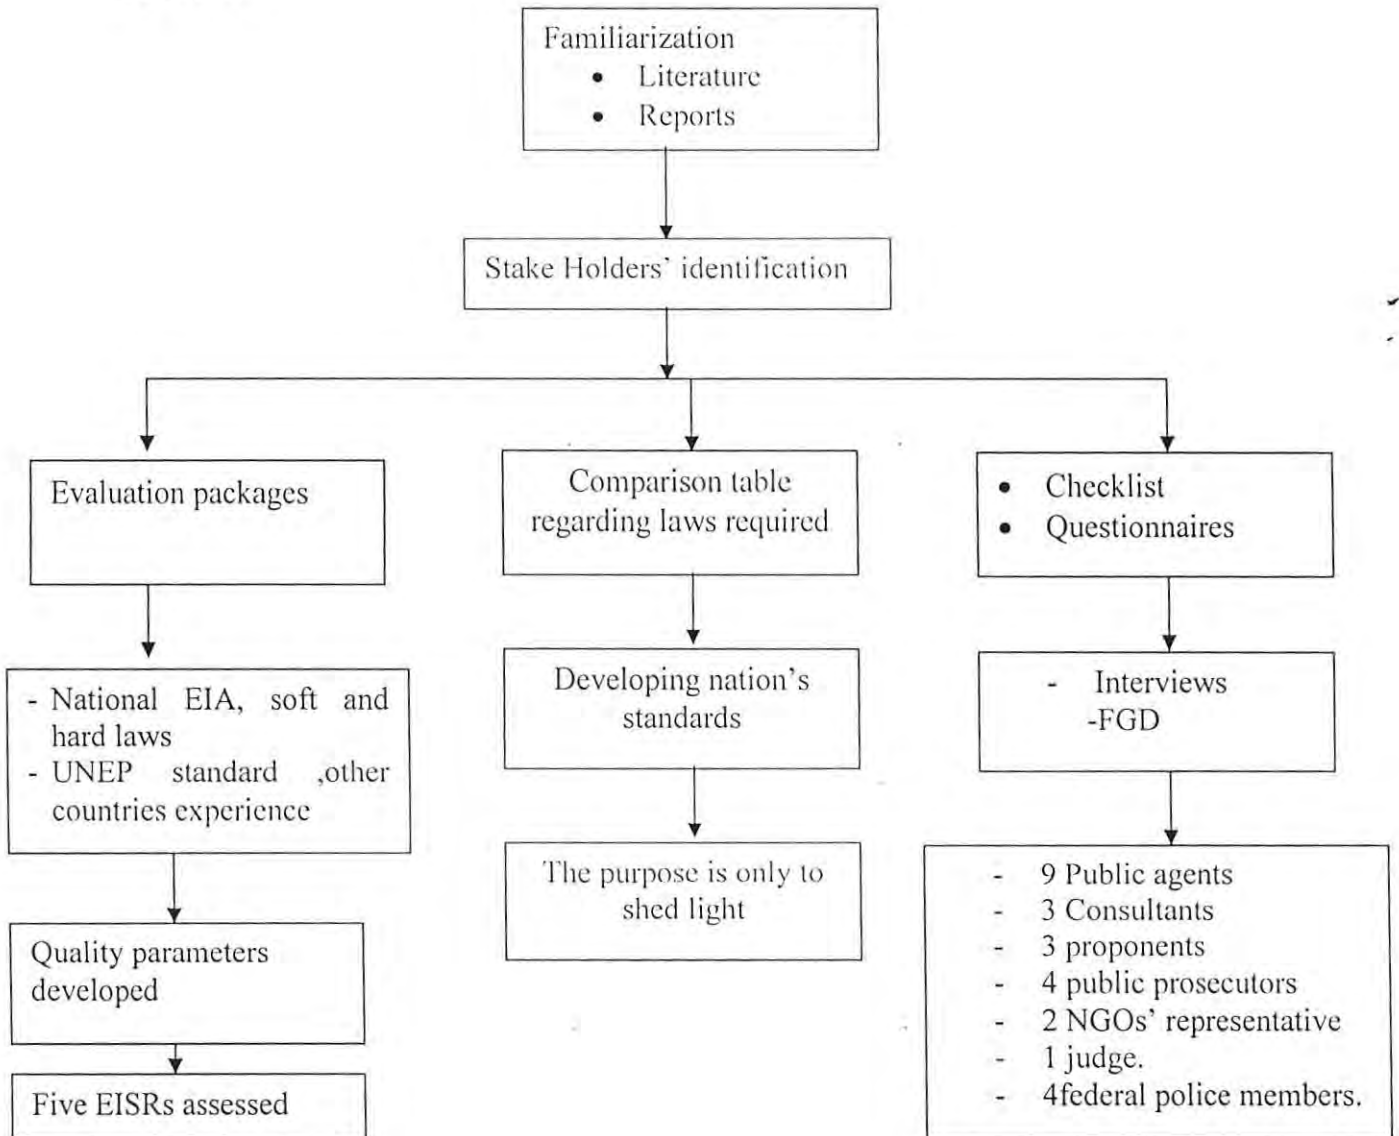 Familiarization
• Literature
• Reports
Stake Holders' identification
Evaluation packages
- National EIA, soft and
hard laws
- UNEP standard ,other
countries experience
Quality parameters
developed
Five EISRs assessed
Comparison table
regarding laws required
Developing nation's
standards
The purpose is only to
shed light
• Checklist
• Questionnaires
- Interviews
-FGD
- 9 Public agents
- 3 Consultants
- 3 proponents
- 4 public prosecutors
- 2 NGOs' representative
- 1 judge.
- 4federal police members.